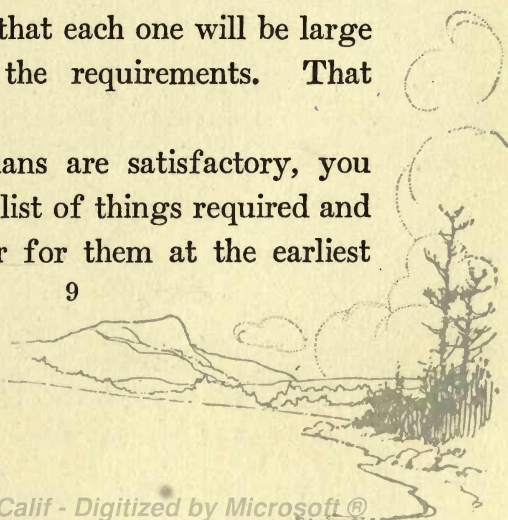 that each one will be large
the requirements. That
ans are satisfactory, you
list of things required and
r for them at the earliest
9
Calif - Digitized by Microsoft ®